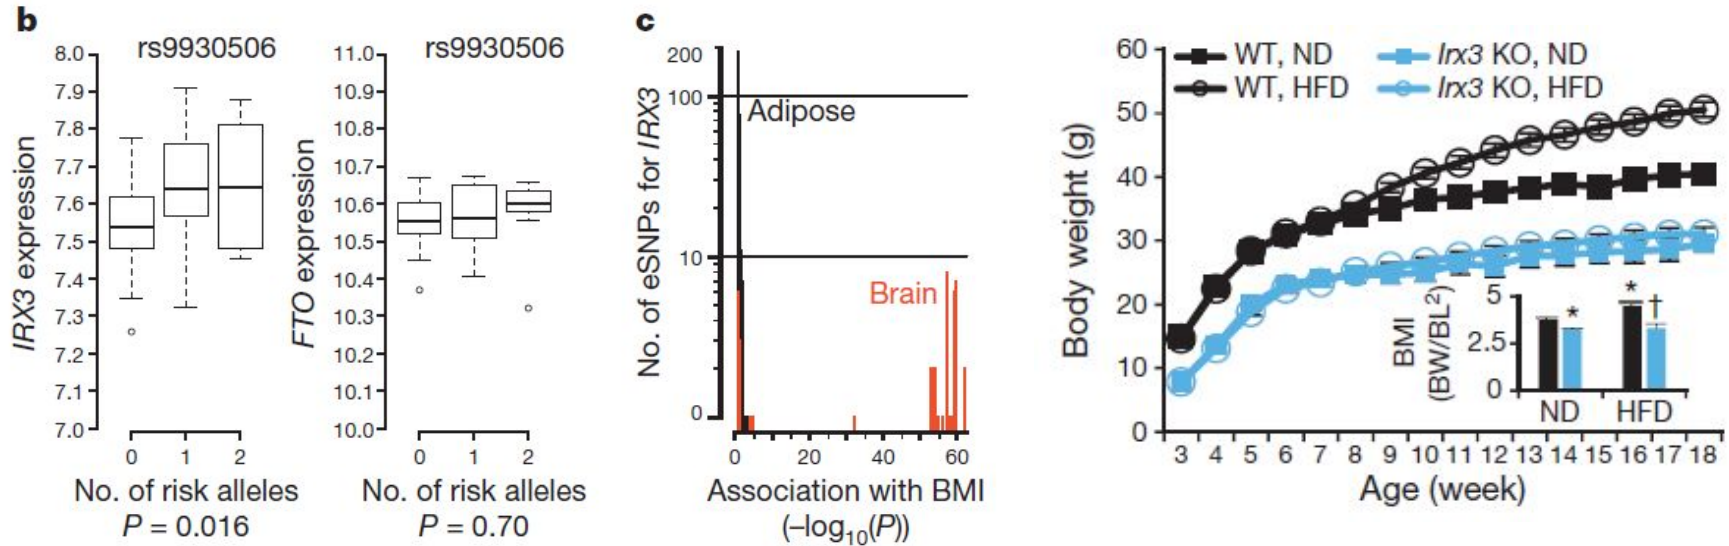 b
rs9930506
IRX3 expression
8.0
7.9
7.8
7.7
7.6
7.5
7.4
7.3
7.2
7.1
7.0
0 1 2
No. of risk alleles
P = 0.016
rs9930506
FTO expression
11.0
10.9
10.8
10.7
10.6
10.5
10.4
10.3
10.2
10.1
10.0
0 1 2
No. of risk alleles
P = 0.70
c
No. of eSNPs for IRX3
200
100
10
0
Adipose
Brain
0 20 40 60
Association with BMI
(–log10(P))
Body weight (g)
60
50
40
30
20
10
0
WT, ND
Irx3 KO, ND
WT, HFD
Irx3 KO, HFD
BMI
(BW/BL²)
5
2.5
0
*
*
†
ND HFD
3 4 5 6 7 8 9 10 11 12 13 14 15 16 17 18
Age (week)